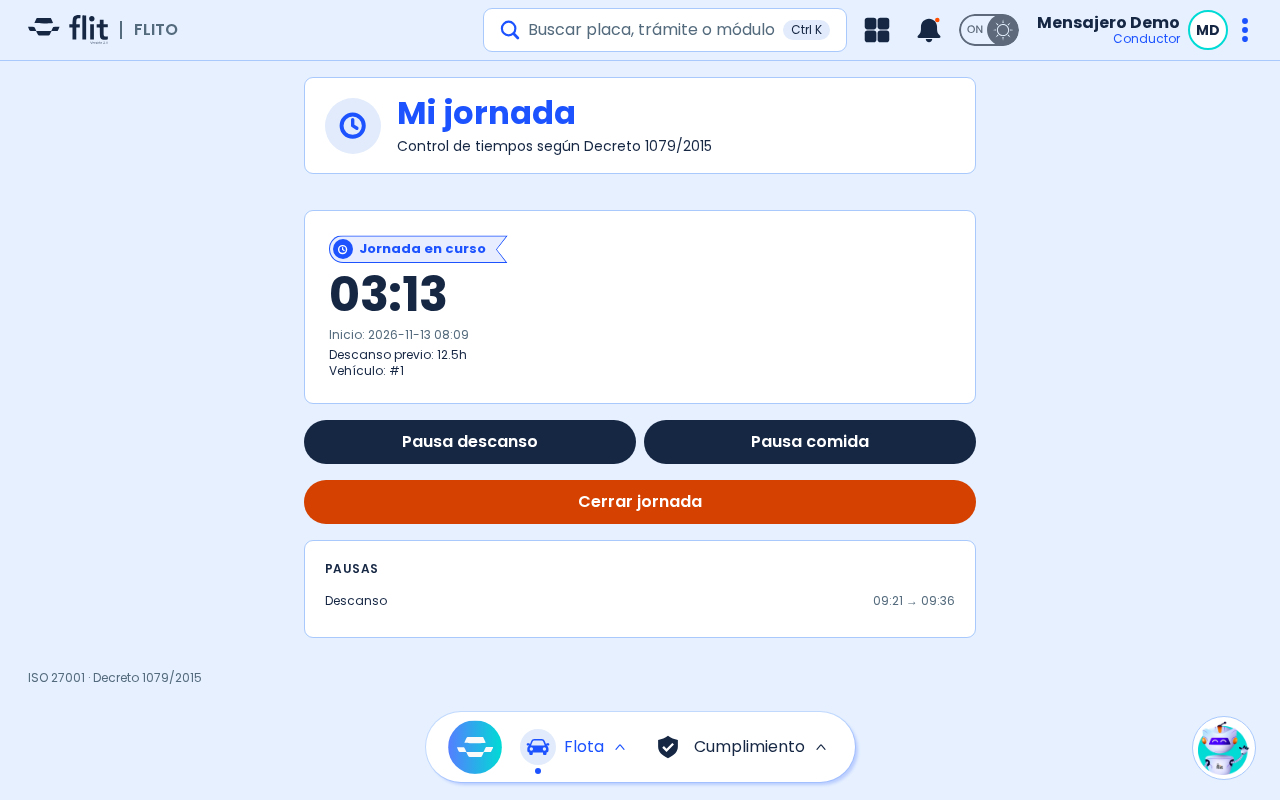 flit
FLITO
Buscar placa, trámite o módulo
Ctrl K
ON
Mensajero Demo
Conductor
MD
Mi jornada
Control de tiempos según Decreto 1079/2015
Jornada en curso
03:13
Inicio: 2026-11-13 08:09
Descanso previo: 12.5h
Vehículo: #1
Pausa descanso
Pausa comida
Cerrar jornada
PAUSAS
Descanso
09:21 → 09:36
ISO 27001 · Decreto 1079/2015
Flota
Cumplimiento